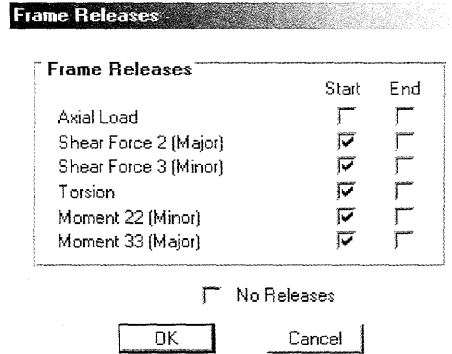 Frame Releases
Frame Releases
Start End
Axial Load
Shear Force 2 (Major)
Shear Force 3 (Minor)
Torsion
Moment 22 (Minor)
Moment 33 (Major)
No Releases
OK Cancel